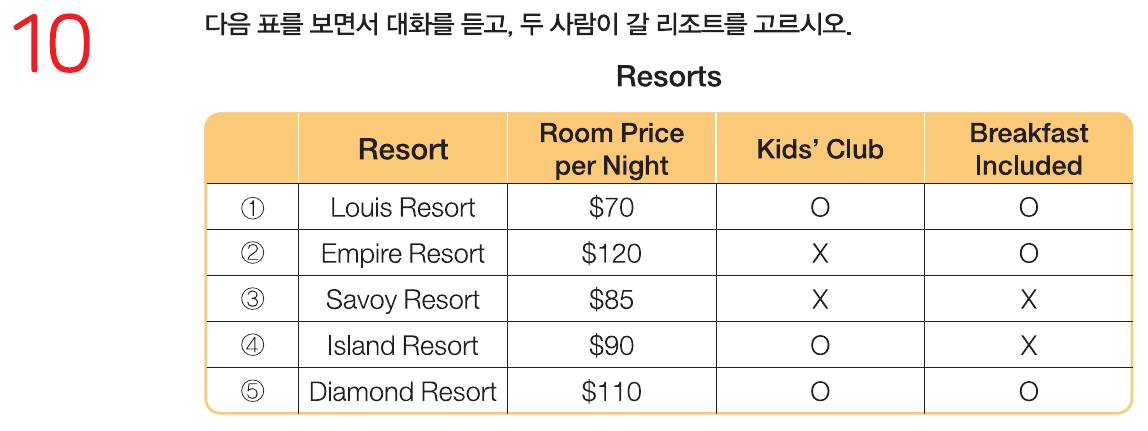 10
다음 표를 보면서 대화를 듣고, 두 사람이 갈 리조트를 고르시오.
Resorts
Resort Room Price per Night Kids' Club Breakfast Included
① Louis Resort $70 O O
② Empire Resort $120 X O
③ Savoy Resort $85 X X
④ Island Resort $90 O X
⑤ Diamond Resort $110 O O